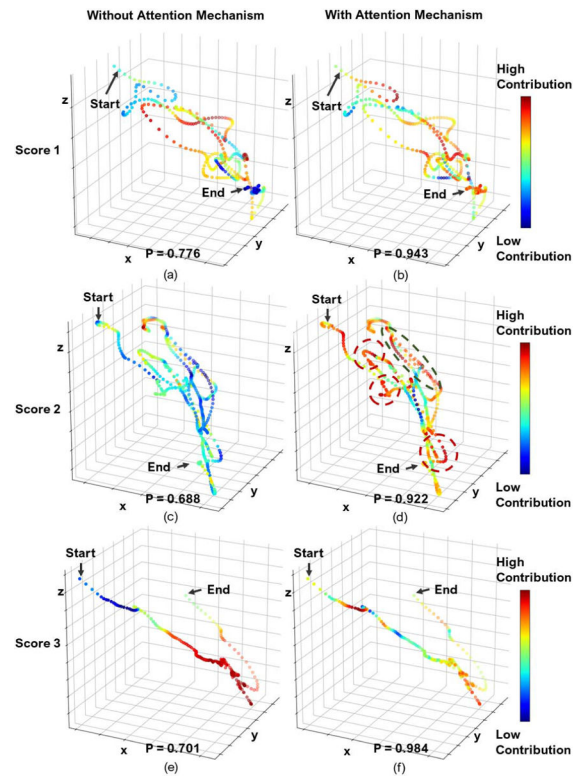 Without Attention Mechanism
With Attention Mechanism
z
Start
Score 1
End
x
P = 0.776
y
(a)
z
Start
End
x
P = 0.943
y
(b)
High
Contribution
Low
Contribution
Start
z
Score 2
End
x
P = 0.688
y
(c)
Start
z
End
x
P = 0.922
y
(d)
High
Contribution
Low
Contribution
Start
z
End
Score 3
x
P = 0.701
y
(e)
Start
z
End
x
P = 0.984
y
(f)
High
Contribution
Low
Contribution